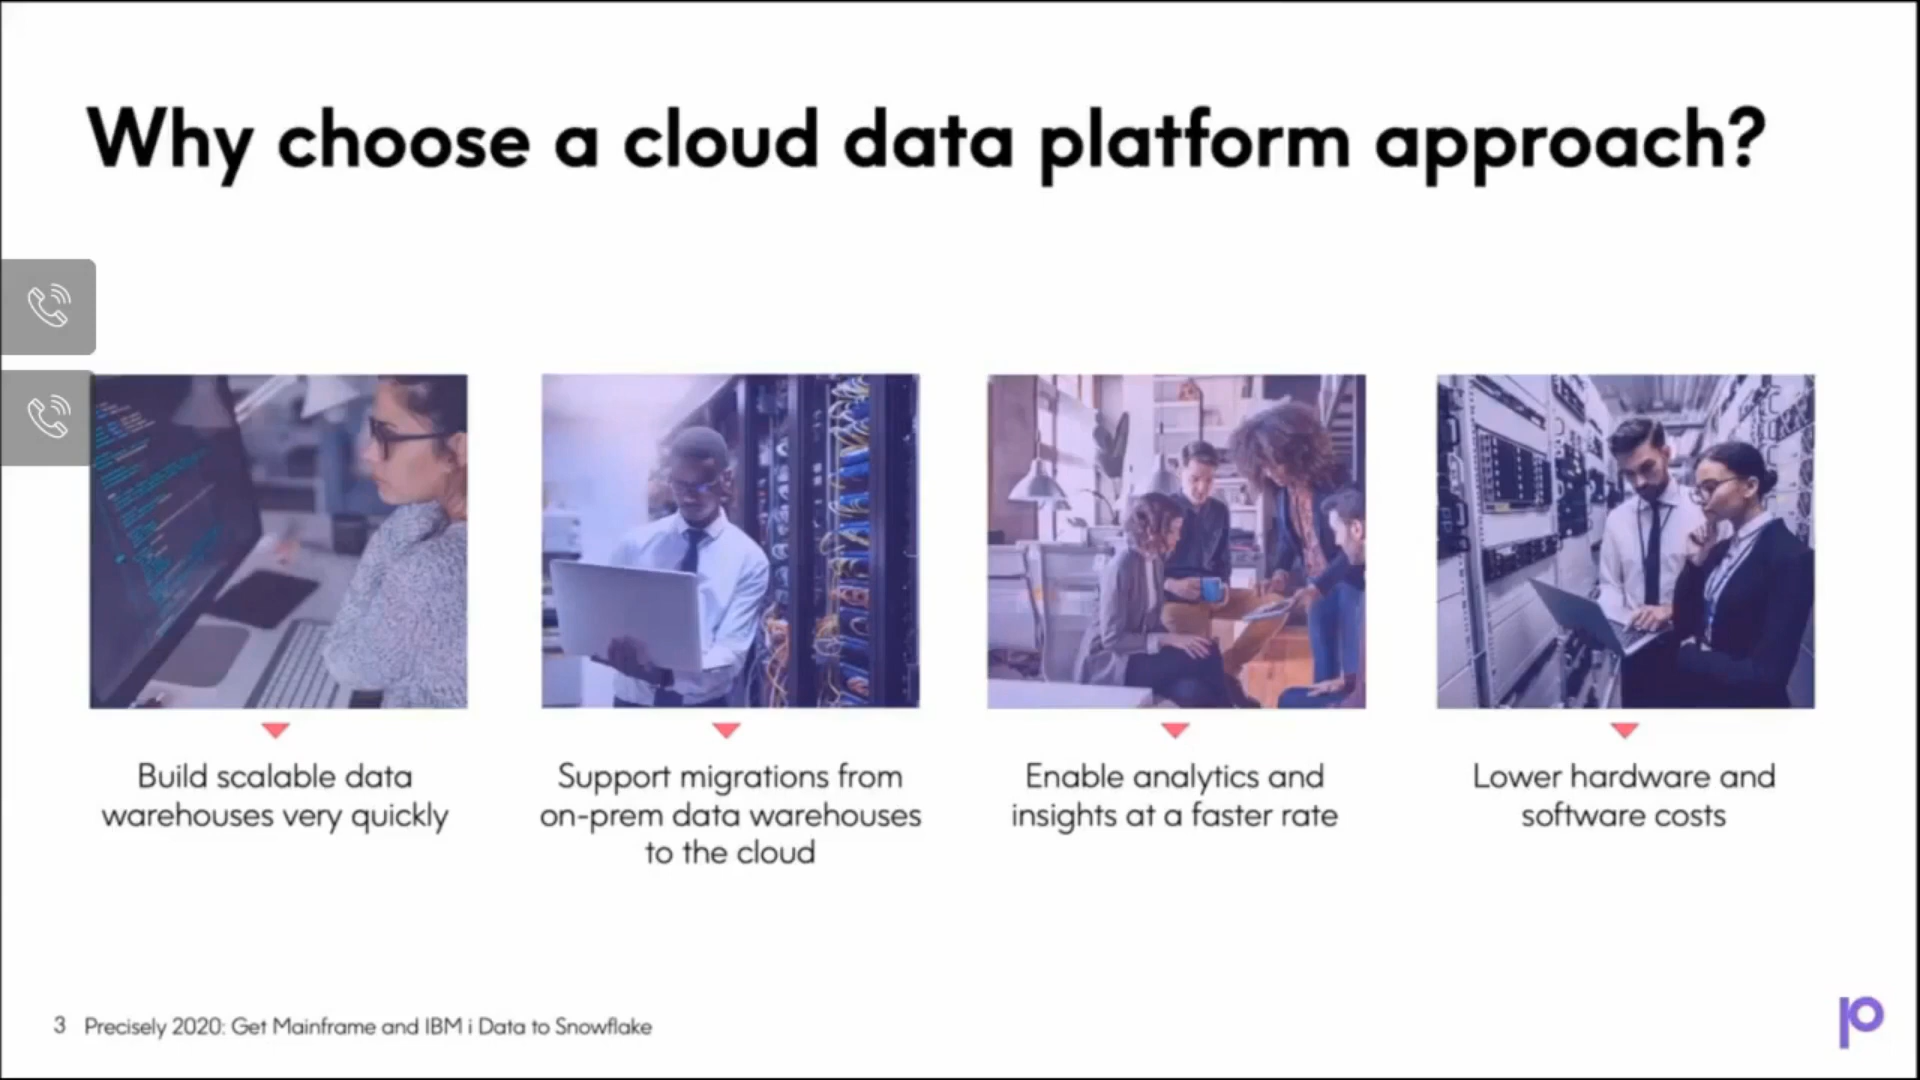 Why choose a cloud data platform approach?
Build scalable data
warehouses very quickly
Support migrations from
on-prem data warehouses
to the cloud
Enable analytics and
insights at a faster rate
Lower hardware and
software costs
3 Precisely 2020: Get Mainframe and IBM i Data to Snowflake